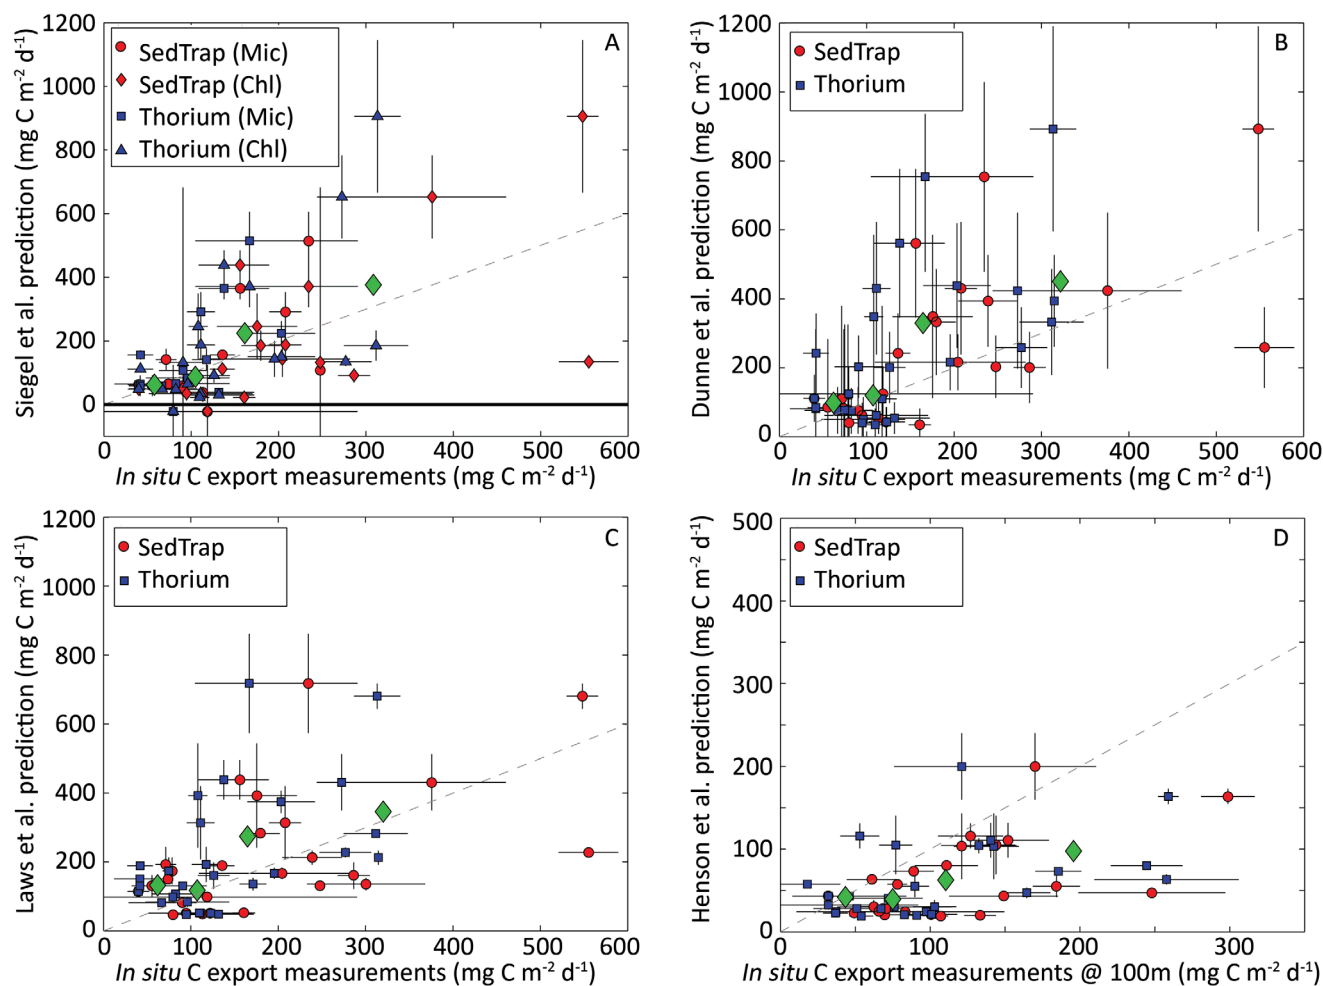 A
SedTrap (Mic)
SedTrap (Chl)
Thorium (Mic)
Thorium (Chl)
1200
1000
800
600
400
200
0
0 100 200 300 400 500 600
Siegel et al. prediction (mg C m-2 d-1)
In situ C export measurements (mg C m-2 d-1)
B
SedTrap
Thorium
1200
1000
800
600
400
200
0
0 100 200 300 400 500 600
Dunne et al. prediction (mg C m-2 d-1)
In situ C export measurements (mg C m-2 d-1)
C
SedTrap
Thorium
1200
1000
800
600
400
200
0
0 100 200 300 400 500 600
Laws et al. prediction (mg C m-2 d-1)
In situ C export measurements (mg C m-2 d-1)
D
SedTrap
Thorium
500
400
300
200
100
0
0 100 200 300
Henson et al. prediction (mg C m-2 d-1)
In situ C export measurements @ 100m (mg C m-2 d-1)